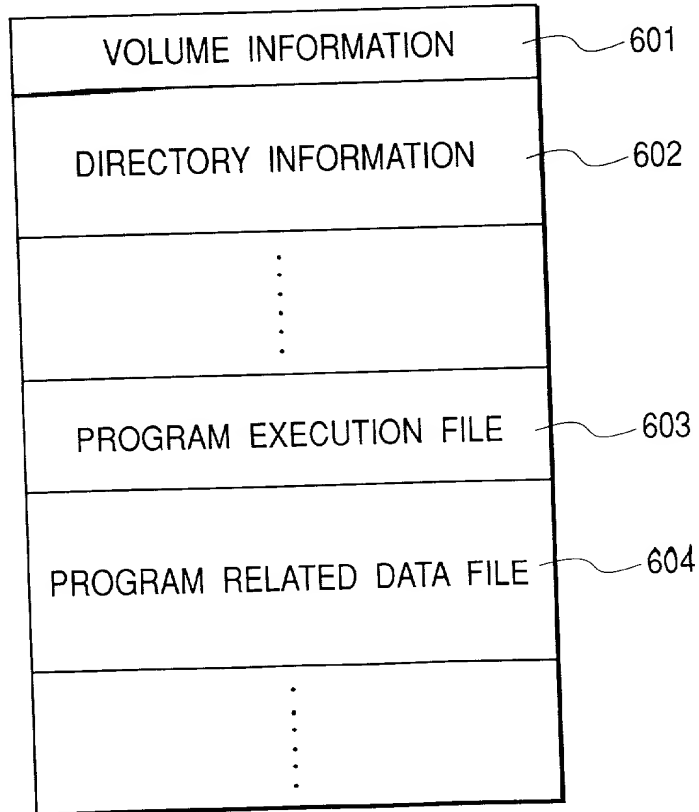 VOLUME INFORMATION 601
DIRECTORY INFORMATION 602
PROGRAM EXECUTION FILE 603
PROGRAM RELATED DATA FILE 604